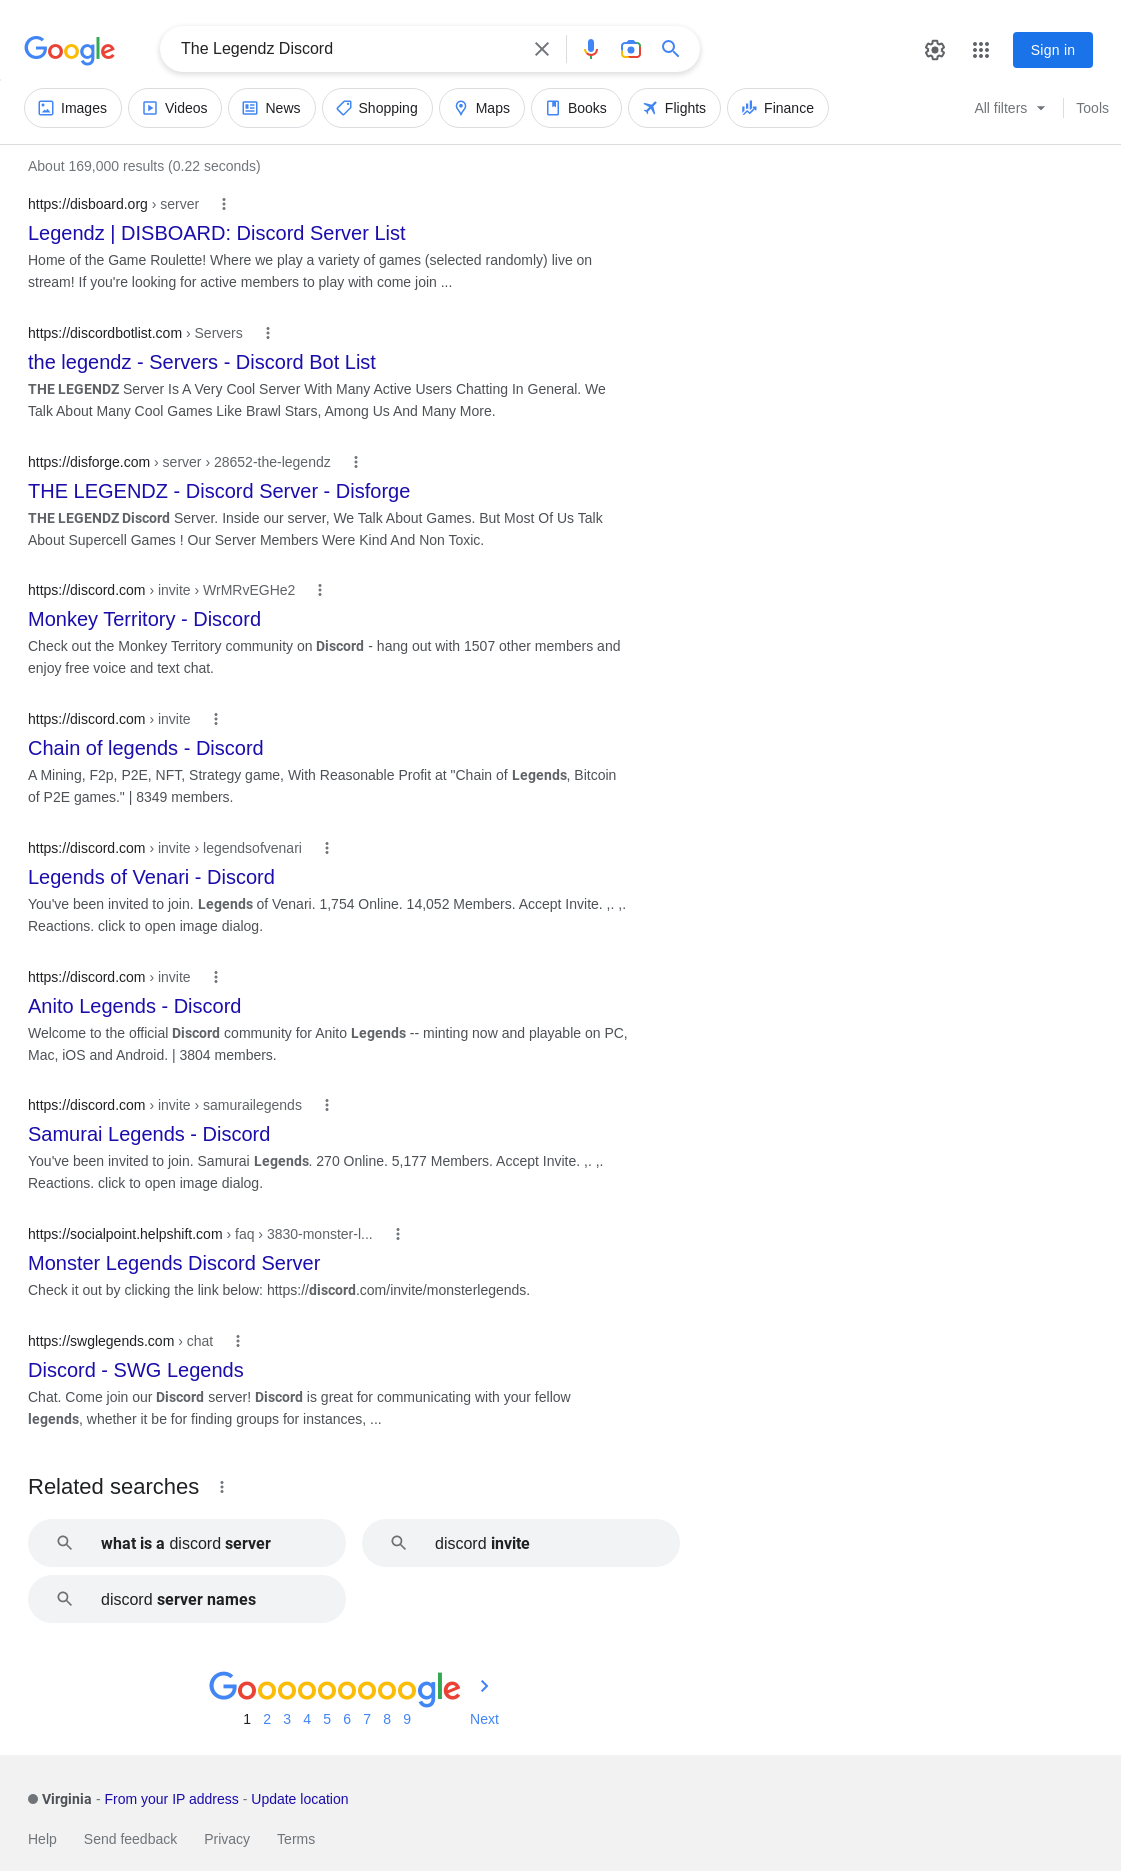 Google
The Legendz Discord
Sign in
Images
Videos
News
Shopping
Maps
Books
Flights
Finance
All filters
Tools
About 169,000 results (0.22 seconds)
https://disboard.org › server
Legendz | DISBOARD: Discord Server List
Home of the Game Roulette! Where we play a variety of games (selected randomly) live on
stream! If you're looking for active members to play with come join ...
https://discordbotlist.com › Servers
the legendz - Servers - Discord Bot List
THE LEGENDZ Server Is A Very Cool Server With Many Active Users Chatting In General. We
Talk About Many Cool Games Like Brawl Stars, Among Us And Many More.
https://disforge.com › server › 28652-the-legendz
THE LEGENDZ - Discord Server - Disforge
THE LEGENDZ Discord Server. Inside our server, We Talk About Games. But Most Of Us Talk
About Supercell Games ! Our Server Members Were Kind And Non Toxic.
https://discord.com › invite › WrMRvEGHe2
Monkey Territory - Discord
Check out the Monkey Territory community on Discord - hang out with 1507 other members and
enjoy free voice and text chat.
https://discord.com › invite
Chain of legends - Discord
A Mining, F2p, P2E, NFT, Strategy game, With Reasonable Profit at "Chain of Legends, Bitcoin
of P2E games." | 8349 members.
https://discord.com › invite › legendsofvenari
Legends of Venari - Discord
You've been invited to join. Legends of Venari. 1,754 Online. 14,052 Members. Accept Invite. ,. ,.
Reactions. click to open image dialog.
https://discord.com › invite
Anito Legends - Discord
Welcome to the official Discord community for Anito Legends -- minting now and playable on PC,
Mac, iOS and Android. | 3804 members.
https://discord.com › invite › samurailegends
Samurai Legends - Discord
You've been invited to join. Samurai Legends. 270 Online. 5,177 Members. Accept Invite. ,. ,.
Reactions. click to open image dialog.
https://socialpoint.helpshift.com › faq › 3830-monster-l...
Monster Legends Discord Server
Check it out by clicking the link below: https://discord.com/invite/monsterlegends.
https://swglegends.com › chat
Discord - SWG Legends
Chat. Come join our Discord server! Discord is great for communicating with your fellow
legends, whether it be for finding groups for instances, ...
Related searches
what is a discord server
discord invite
discord server names
Goooooooooogle
1 2 3 4 5 6 7 8 9 Next
Virginia - From your IP address - Update location
Help Send feedback Privacy Terms